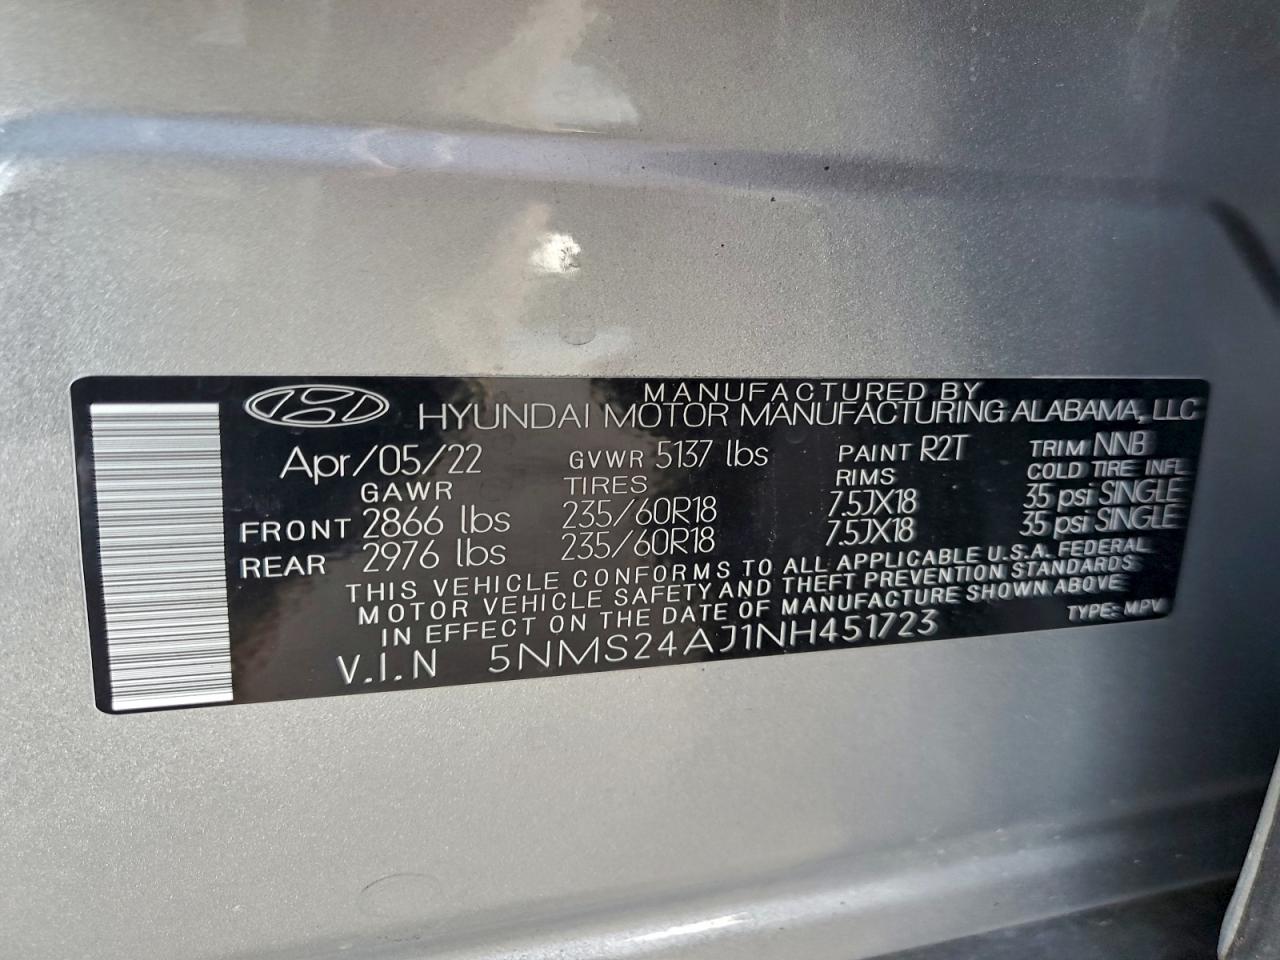 MANUFACTURED BY
HYUNDAI MOTOR MANUFACTURING ALABAMA, LLC
Apr/05/22 GVWR 5137 lbs PAINT R2T TRIM NNB
GAWR TIRES RIMS COLD TIRE INFL
FRONT 2866 lbs 235/60R18 7.5JX18 35 psi SINGLE
REAR 2976 lbs 235/60R18 7.5JX18 35 psi SINGLE
THIS VEHICLE CONFORMS TO ALL APPLICABLE U.S.A. FEDERAL
MOTOR VEHICLE SAFETY AND THEFT PREVENTION STANDARDS
IN EFFECT ON THE DATE OF MANUFACTURE SHOWN ABOVE
V.I.N 5NMS24AJ1NH451723 TYPE: MPV